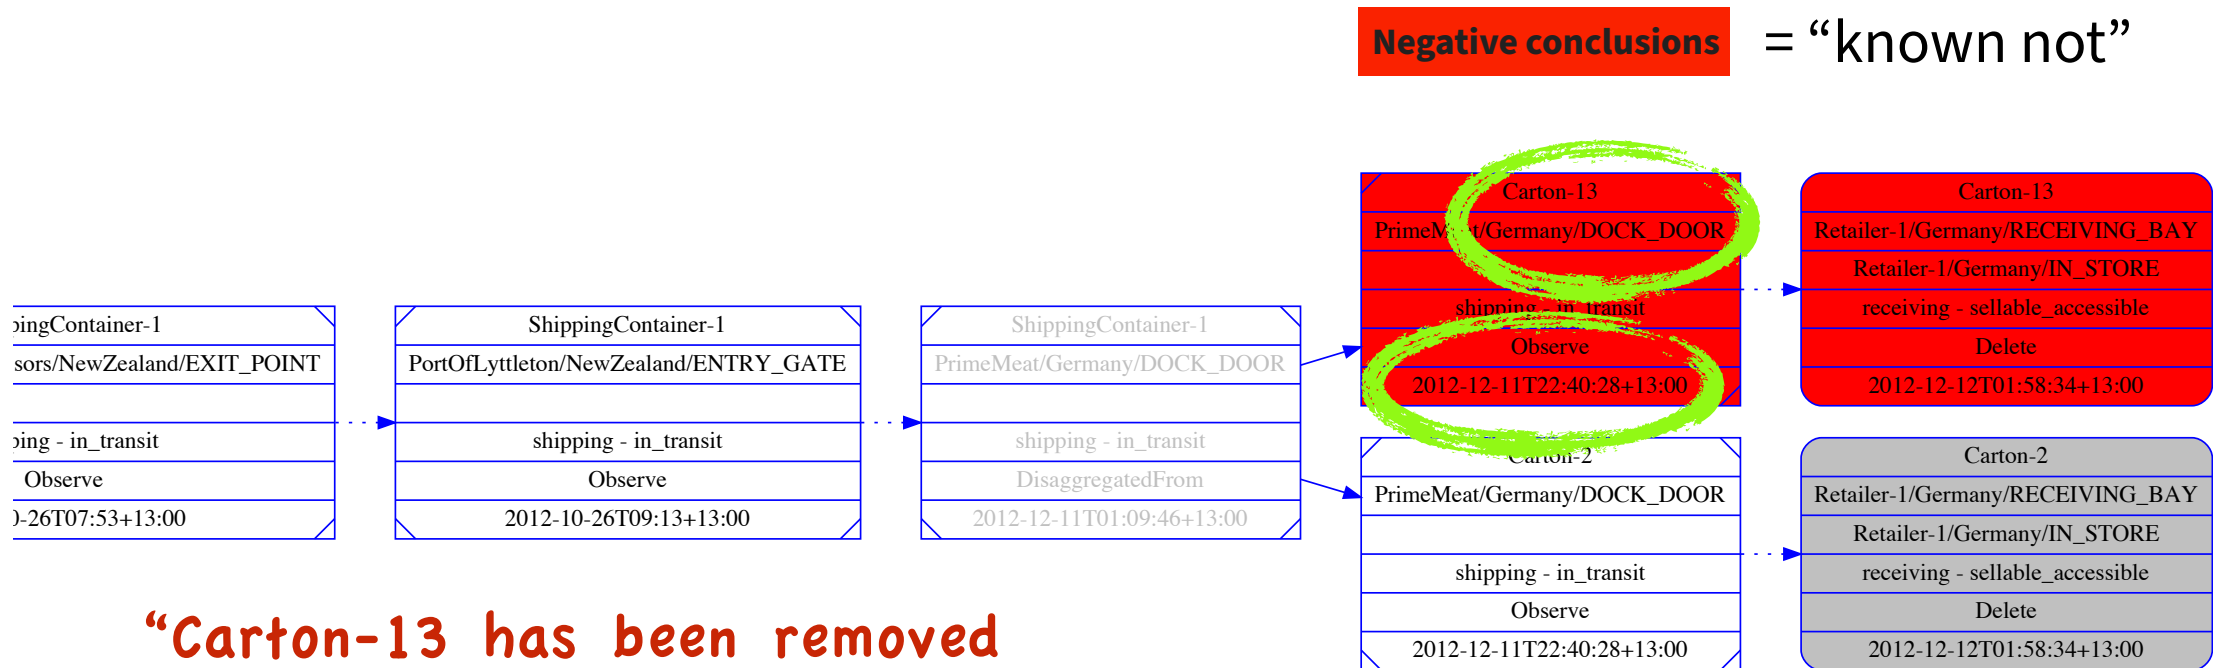 Negative conclusions = “known not”
Carton-13
PrimeMeat/Germany/DOCK_DOOR
shipping - in_transit
Observe
2012-12-11T22:40:28+13:00
Carton-13
Retailer-1/Germany/RECEIVING_BAY
Retailer-1/Germany/IN_STORE
receiving - sellable_accessible
Delete
2012-12-12T01:58:34+13:00
pingContainer-1
sors/NewZealand/EXIT_POINT
ping - in_transit
Observe
0-26T07:53+13:00
ShippingContainer-1
PortOfLyttleton/NewZealand/ENTRY_GATE
shipping - in_transit
Observe
2012-10-26T09:13+13:00
ShippingContainer-1
PrimeMeat/Germany/DOCK_DOOR
shipping - in_transit
DisaggregatedFrom
2012-12-11T01:09:46+13:00
Carton-2
PrimeMeat/Germany/DOCK_DOOR
shipping - in_transit
Observe
2012-12-11T22:40:28+13:00
Carton-2
Retailer-1/Germany/RECEIVING_BAY
Retailer-1/Germany/IN_STORE
receiving - sellable_accessible
Delete
2012-12-12T01:58:34+13:00
“Carton-13 has been removed